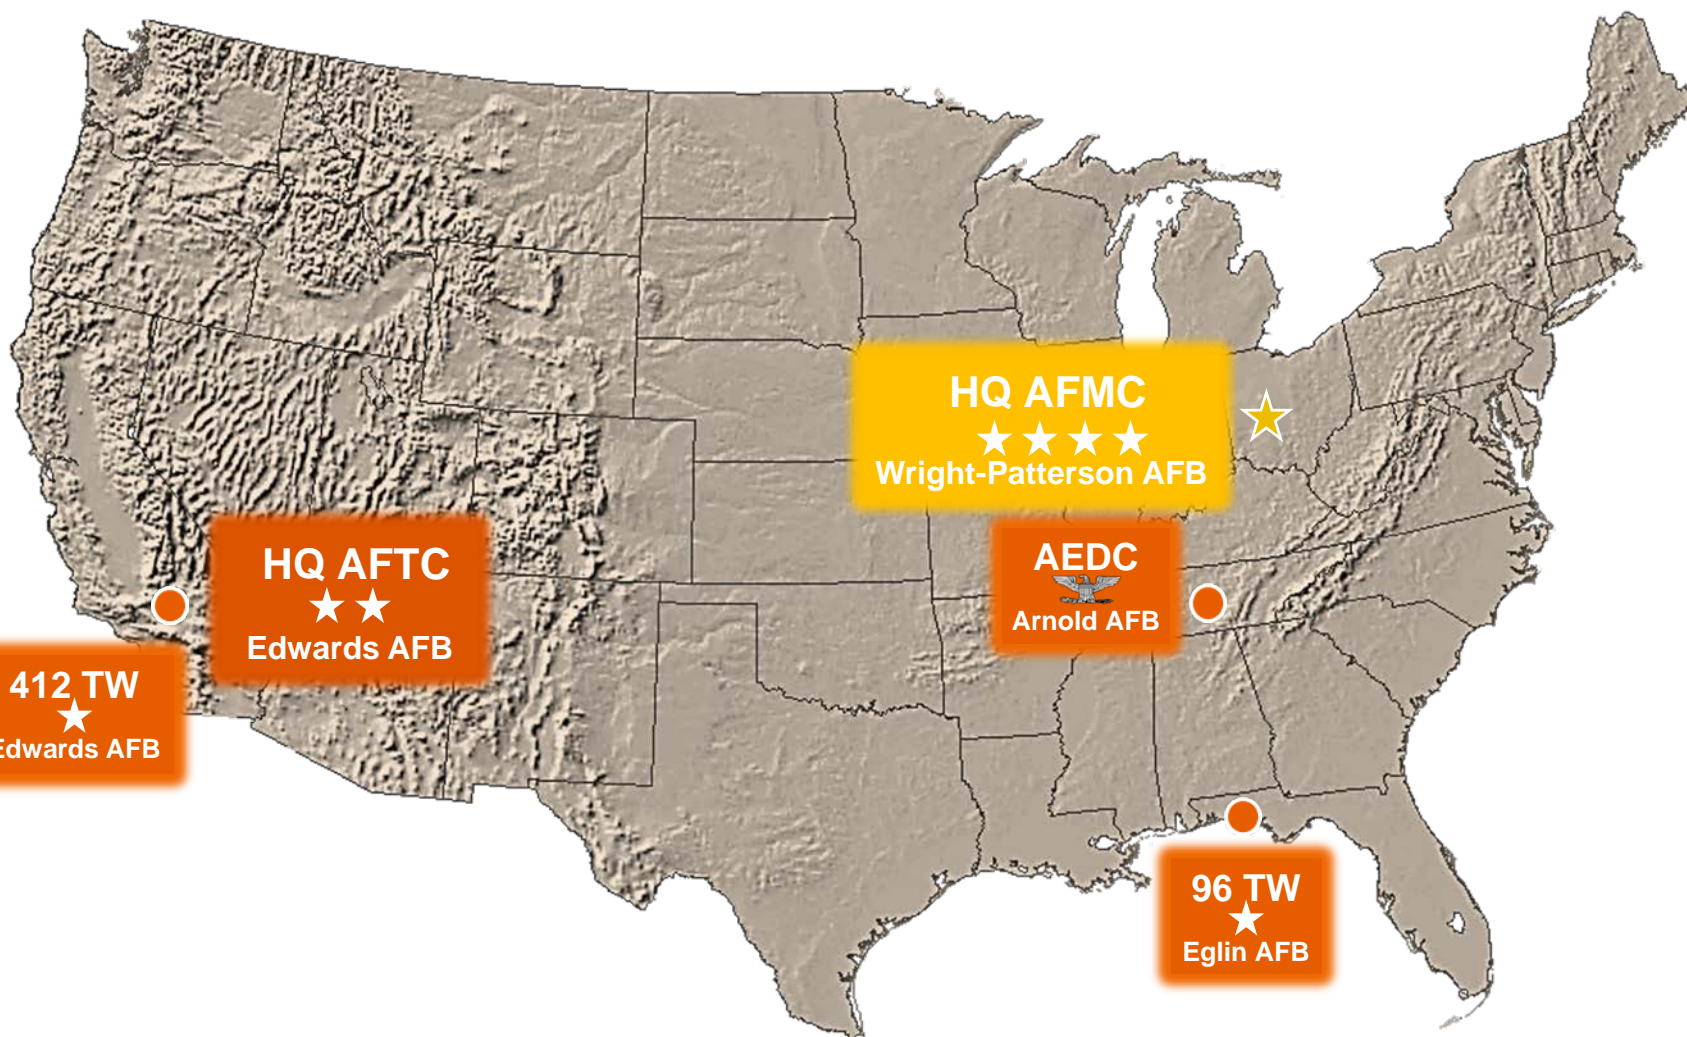 HQ AFMC
Wright-Patterson AFB
HQ AFTC
Edwards AFB
AEDC
Arnold AFB
412 TW
Edwards AFB
96 TW
Eglin AFB